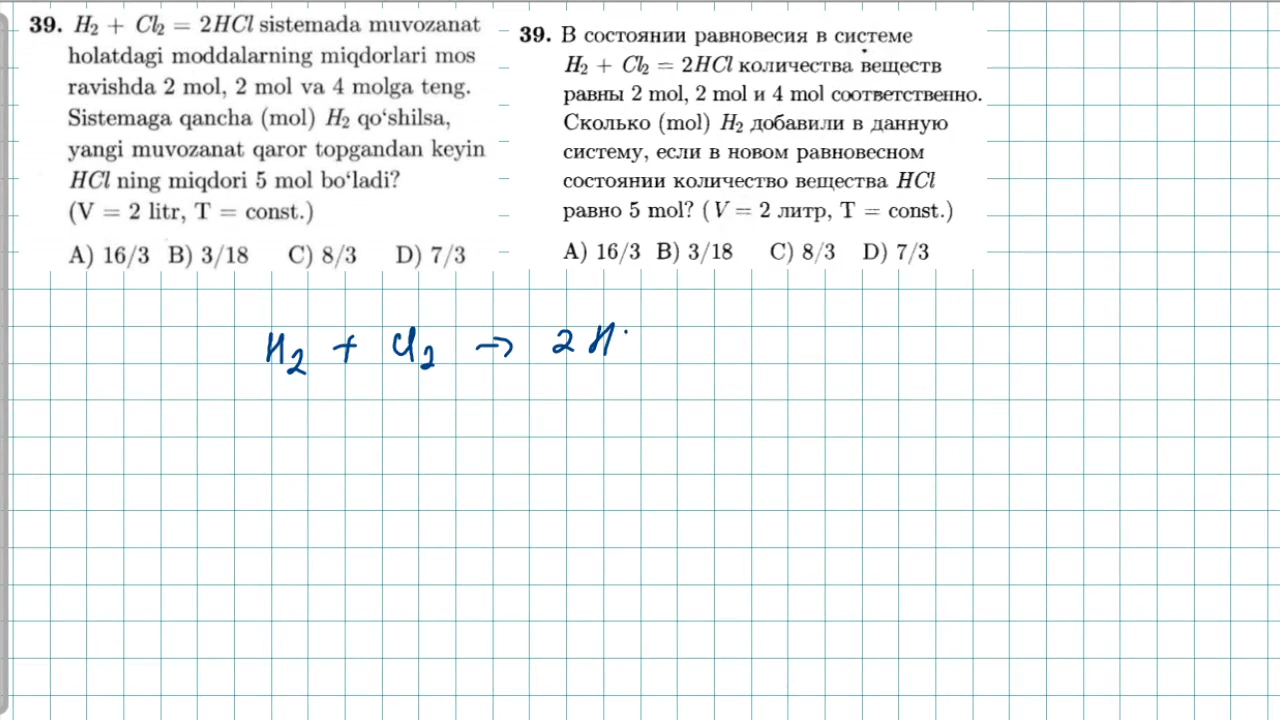 39. H₂ + Cl₂ = 2HCl sistemada muvozanat
holatdagi moddalarning miqdorlari mos
ravishda 2 mol, 2 mol va 4 molga teng.
Sistemaga qancha (mol) H₂ qo‘shilsa,
yangi muvozanat qaror topgandan keyin
HCl ning miqdori 5 mol bo‘ladi?
(V = 2 litr, T = const.)
A) 16/3 B) 3/18 C) 8/3 D) 7/3
39. В состоянии равновесия в системе
H₂ + Cl₂ = 2HCl количества веществ
равны 2 mol, 2 mol и 4 mol соответственно.
Сколько (mol) H₂ добавили в данную
систему, если в новом равновесном
состоянии количество вещества HCl
равно 5 mol? (V = 2 литр, T = const.)
A) 16/3 B) 3/18 C) 8/3 D) 7/3
H₂ + Cl₂ → 2H